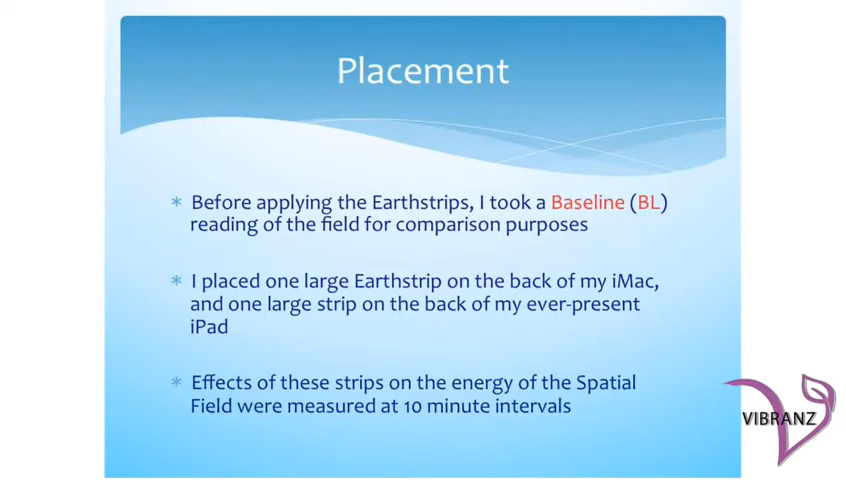 Placement
* Before applying the Earthstrips, I took a Baseline (BL)
reading of the field for comparison purposes
* I placed one large Earthstrip on the back of my iMac,
and one large strip on the back of my ever-present
iPad
* Effects of these strips on the energy of the Spatial
Field were measured at 10 minute intervals
VIBRANZ